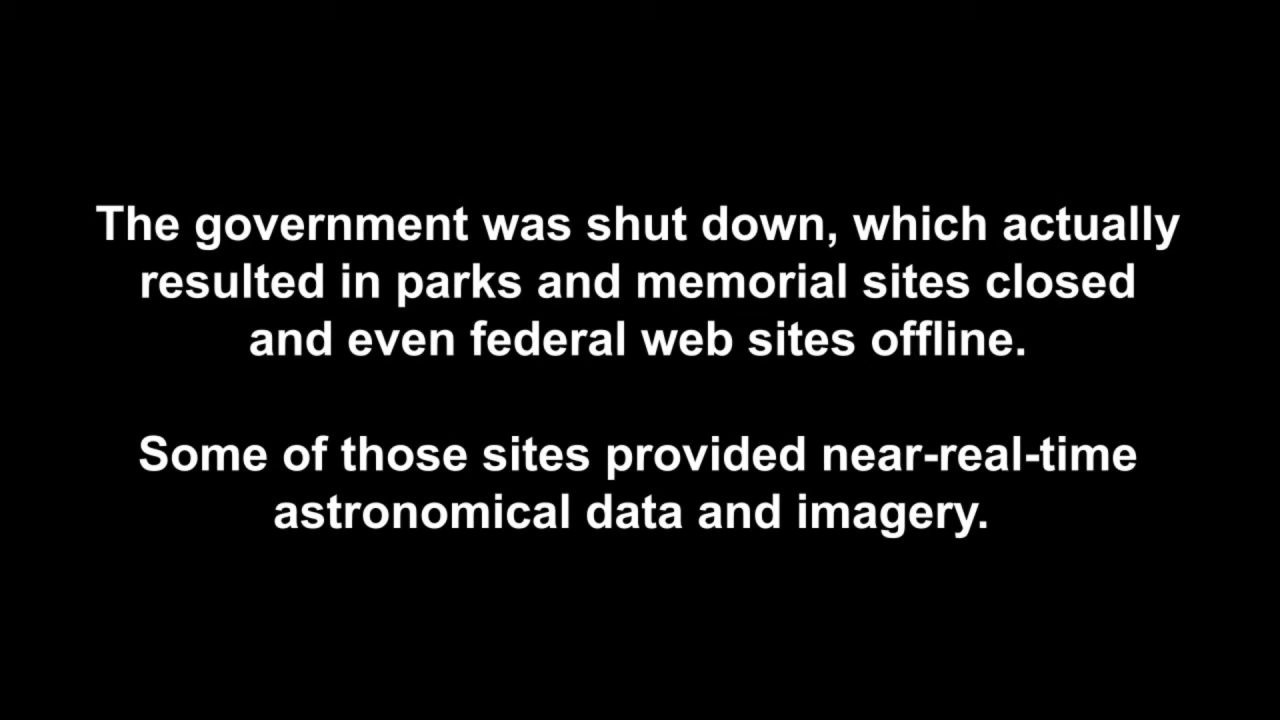 The government was shut down, which actually
resulted in parks and memorial sites closed
and even federal web sites offline.
Some of those sites provided near-real-time
astronomical data and imagery.